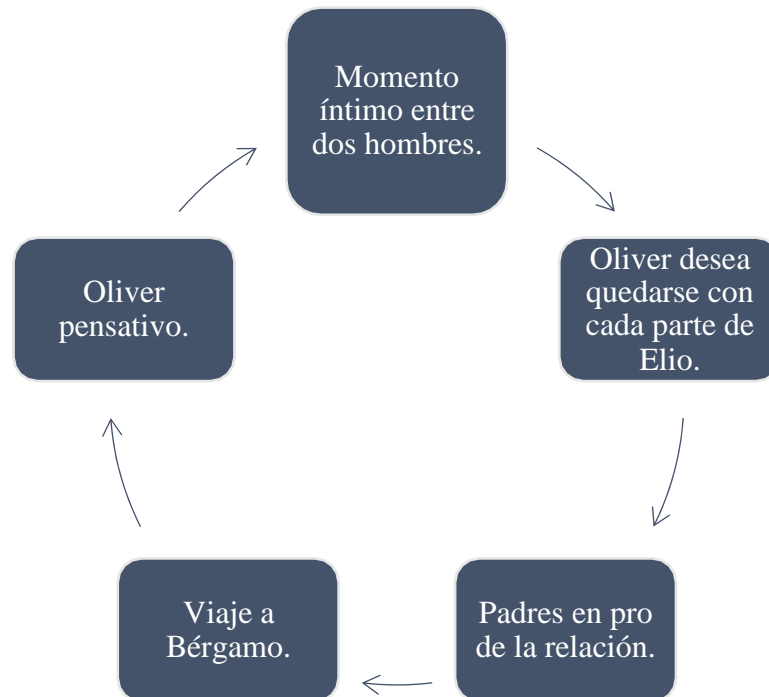 Momento
íntimo entre
dos hombres.
Oliver desea
quedarse con
cada parte de
Elio.
Padres en pro
de la relación.
Viaje a
Bérgamo.
Oliver
pensativo.